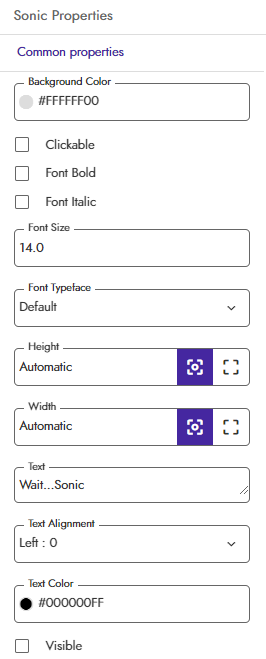 Sonic Properties
Common properties
Background Color
#FFFFFF00
Clickable
Font Bold
Font Italic
Font Size
14.0
Font Typeface
Default
Height
Automatic
Width
Automatic
Text
Wait...Sonic
Text Alignment
Left : 0
Text Color
#000000FF
Visible